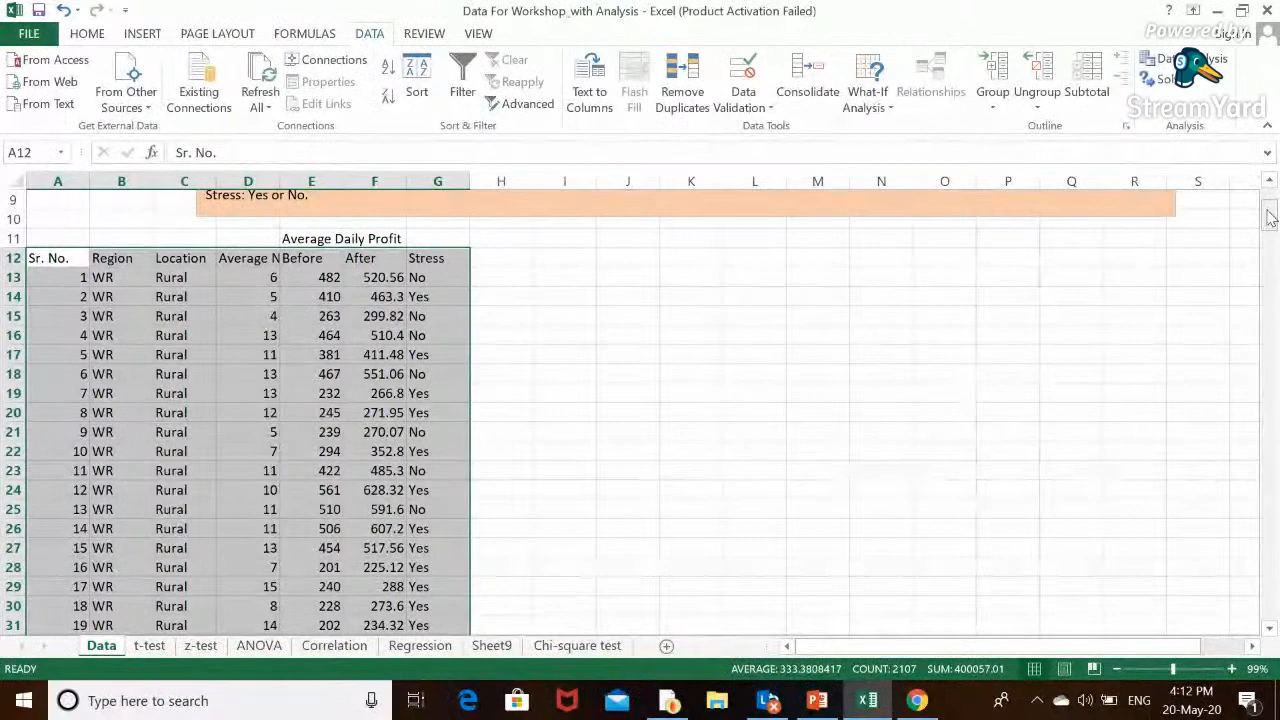 Data For Workshop_with Analysis - Excel (Product Activation Failed)
Powered by
Sign in
FILE HOME INSERT PAGE LAYOUT FORMULAS DATA REVIEW VIEW
From Access
From Web
From Text
From Other Sources
Existing Connections
Get External Data
Refresh All
Connections
Properties
Edit Links
Connections
Sort
Filter
Clear
Reapply
Advanced
Sort & Filter
Text to Columns
Flash Fill
Remove Duplicates
Data Validation
Consolidate
What-If Analysis
Relationships
Data Tools
Group
Ungroup
Subtotal
Outline
Data Analysis
Analysis
StreamYard
A12 fx Sr. No.
A B C D E F G H I J K L M N O P Q R S
9 Stress: Yes or No.
10
11 Average Daily Profit
12 Sr. No. Region Location Average N Before After Stress
13 1 WR Rural 6 482 520.56 No
14 2 WR Rural 5 410 463.3 Yes
15 3 WR Rural 4 263 299.82 No
16 4 WR Rural 13 464 510.4 No
17 5 WR Rural 11 381 411.48 Yes
18 6 WR Rural 13 467 551.06 No
19 7 WR Rural 13 232 266.8 Yes
20 8 WR Rural 12 245 271.95 Yes
21 9 WR Rural 5 239 270.07 No
22 10 WR Rural 7 294 352.8 Yes
23 11 WR Rural 11 422 485.3 No
24 12 WR Rural 10 561 628.32 Yes
25 13 WR Rural 11 510 591.6 No
26 14 WR Rural 11 506 607.2 Yes
27 15 WR Rural 13 454 517.56 Yes
28 16 WR Rural 7 201 225.12 Yes
29 17 WR Rural 15 240 288 Yes
30 18 WR Rural 8 228 273.6 Yes
31 19 WR Rural 14 202 234.32 Yes
Data t-test z-test ANOVA Correlation Regression Sheet9 Chi-square test
READY AVERAGE: 333.3808417 COUNT: 2107 SUM: 400057.01 99%
Type here to search
ENG
4:12 PM
20-May-20
1